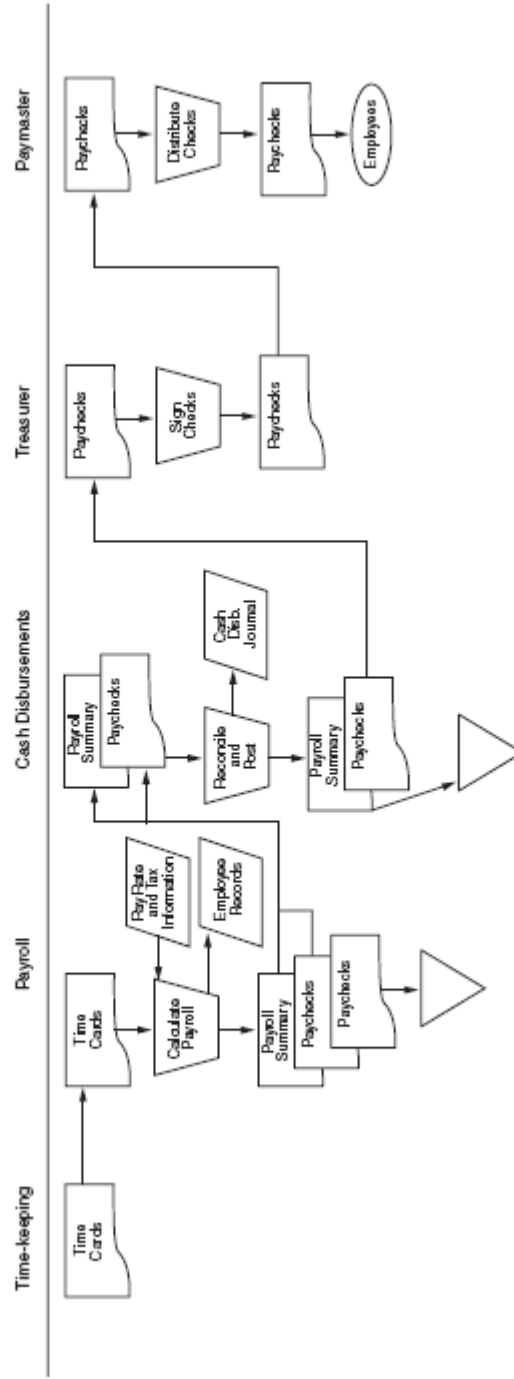 Time-keeping
Payroll
Cash Disbursements
Treasurer
Paymaster
Time
Cards
Time
Cards
Calculate
Payroll
Pay Rate
and Tax
Information
Employee
Records
Payroll
Summary
Paychecks
Paychecks
Payroll
Summary
Paychecks
Reconcile
and
Post
Cash
Disb.
Journal
Payroll
Summary
Paychecks
Paychecks
Sign
Checks
Paychecks
Paychecks
Distribute
Checks
Paychecks
Employees